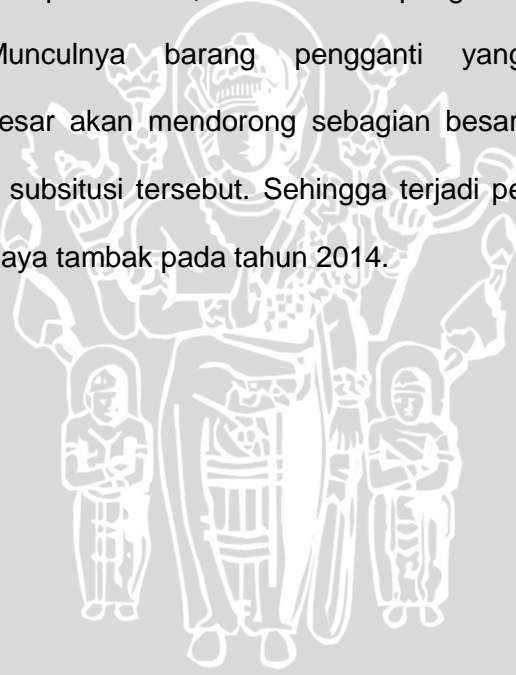 Munculnya barang pengganti yang
esar akan mendorong sebagian besar
subsitusi tersebut. Sehingga terjadi pe
aya tambak pada tahun 2014.